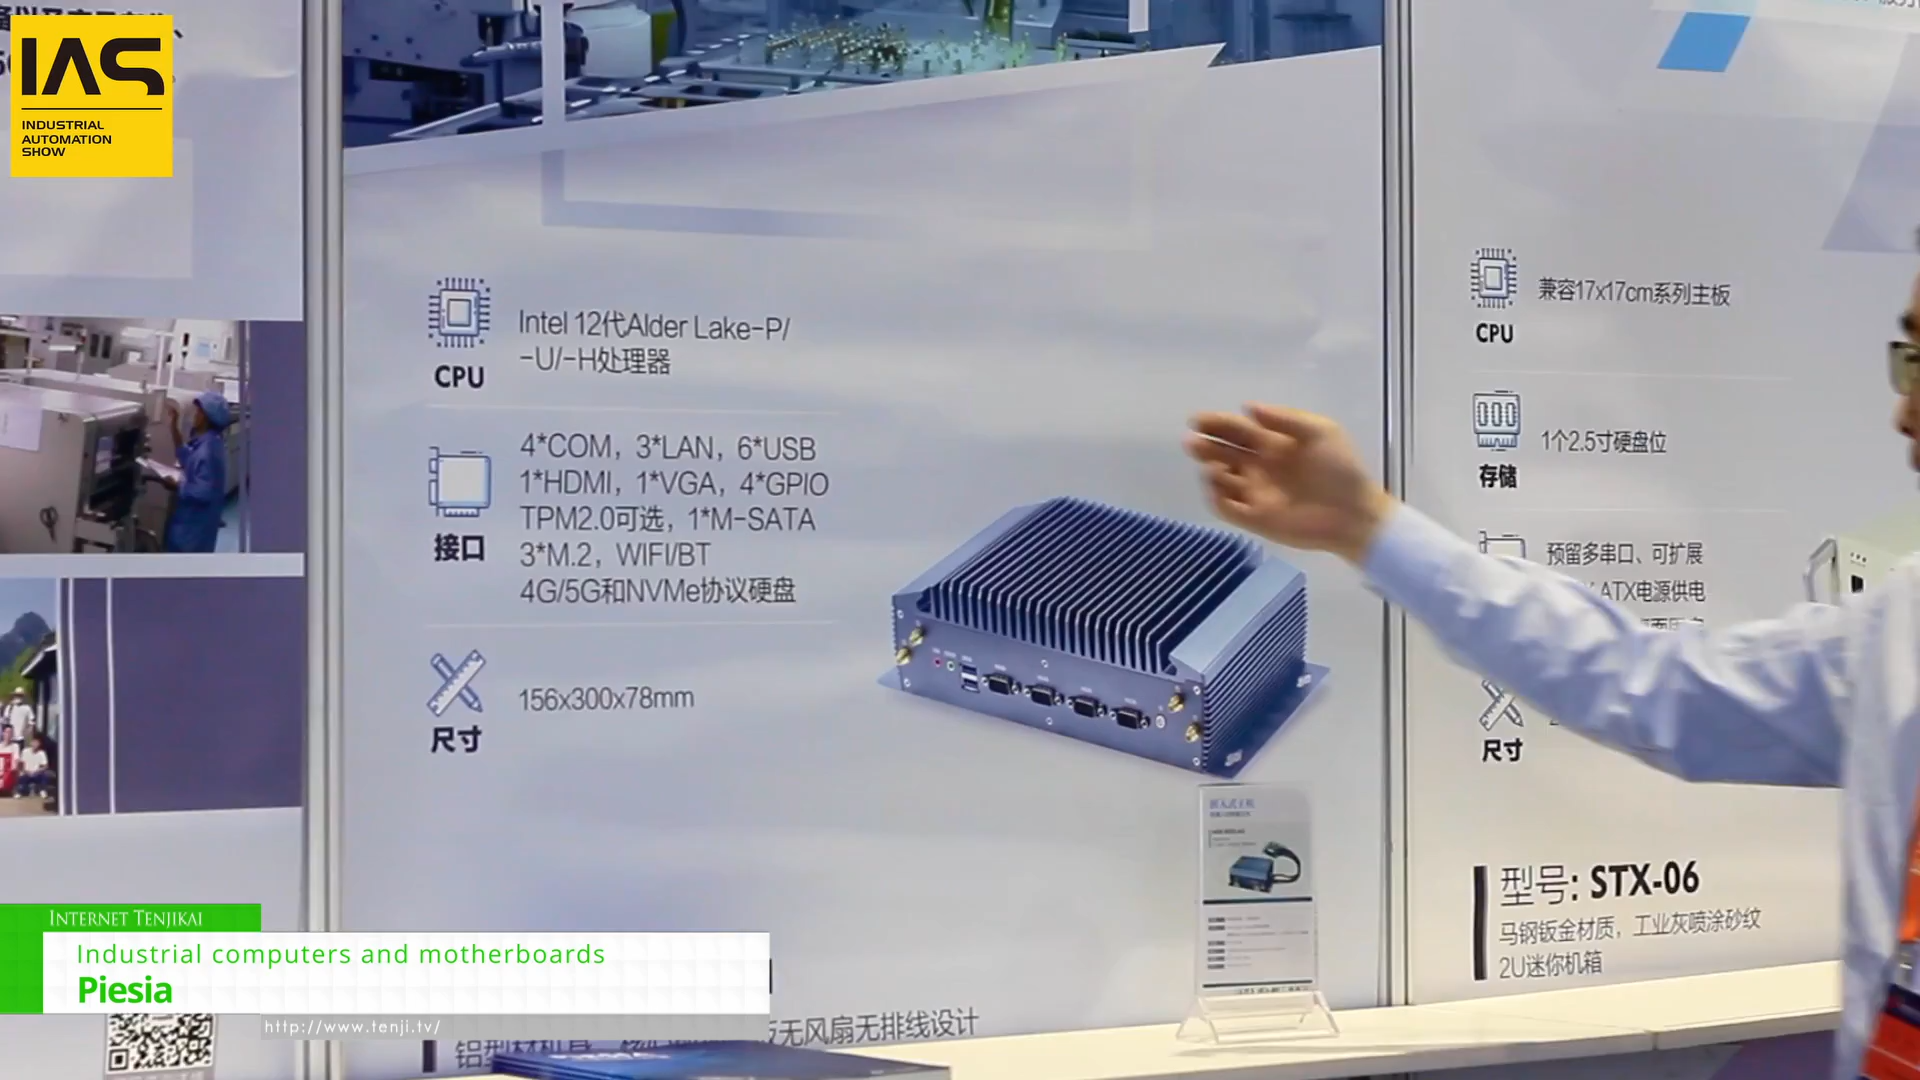 IAS
INDUSTRIAL
AUTOMATION
SHOW
Intel 12代Alder Lake-P/
-U/-H处理器
CPU
4*COM，3*LAN，6*USB
1*HDMI，1*VGA，4*GPIO
TPM2.0可选，1*M-SATA
3*M.2，WIFI/BT
4G/5G和NVMe协议硬盘
接口
156x300x78mm
尺寸
无风扇无排线设计
兼容17x17cm系列主板
CPU
1个2.5寸硬盘位
存储
预留多串口、可扩展
ATX电源供电
尺寸
型号: STX-06
马钢钣金材质，工业灰喷涂砂纹
2U迷你机箱
嵌入式主机
INTERNET TENJIKAI
Industrial computers and motherboards
Piesia
http://www.tenji.tv/